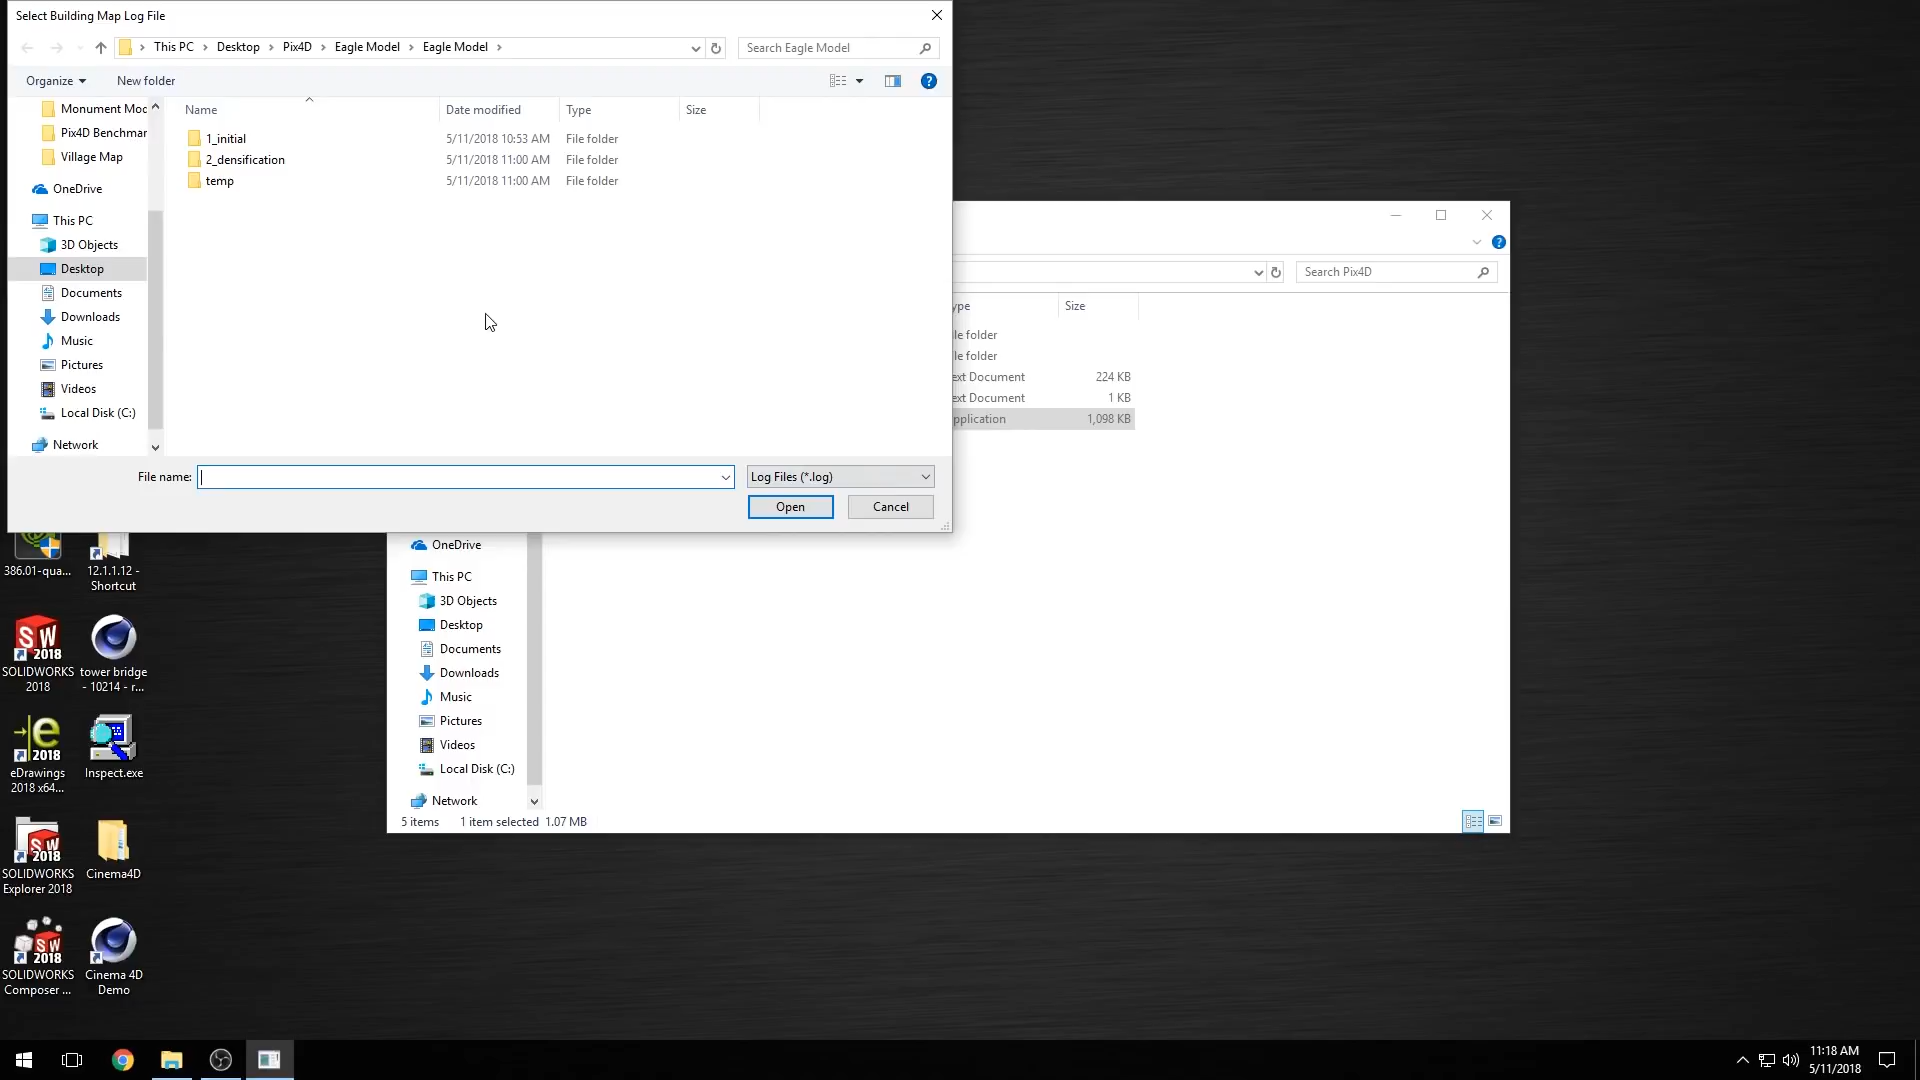 Select Building Map Log File
This PC > Desktop > Pix4D > Eagle Model > Eagle Model >
Search Eagle Model
Organize
New folder
Name
Date modified
Type
Size
1_initial
5/11/2018 10:53 AM
File folder
2_densification
5/11/2018 11:00 AM
File folder
temp
5/11/2018 11:00 AM
File folder
Monument Moc
Pix4D Benchmar
Village Map
OneDrive
This PC
3D Objects
Desktop
Documents
Downloads
Music
Pictures
Videos
Local Disk (C:)
Network
File name:
Log Files (*.log)
Open
Cancel
Search Pix4D
ype
Size
le folder
le folder
ext Document
224 KB
ext Document
1 KB
pplication
1,098 KB
OneDrive
This PC
3D Objects
Desktop
Documents
Downloads
Music
Pictures
Videos
Local Disk (C:)
Network
5 items
1 item selected 1.07 MB
386.01-qua...
12.1.1.12 -
Shortcut
SW
2018
SOLIDWORKS
2018
tower bridge
- 10214 - r...
e
2018
eDrawings
2018 x64...
Inspect.exe
SW
2018
SOLIDWORKS
Explorer 2018
Cinema4D
SW
2018
SOLIDWORKS
Composer ...
Cinema 4D
Demo
11:18 AM
5/11/2018